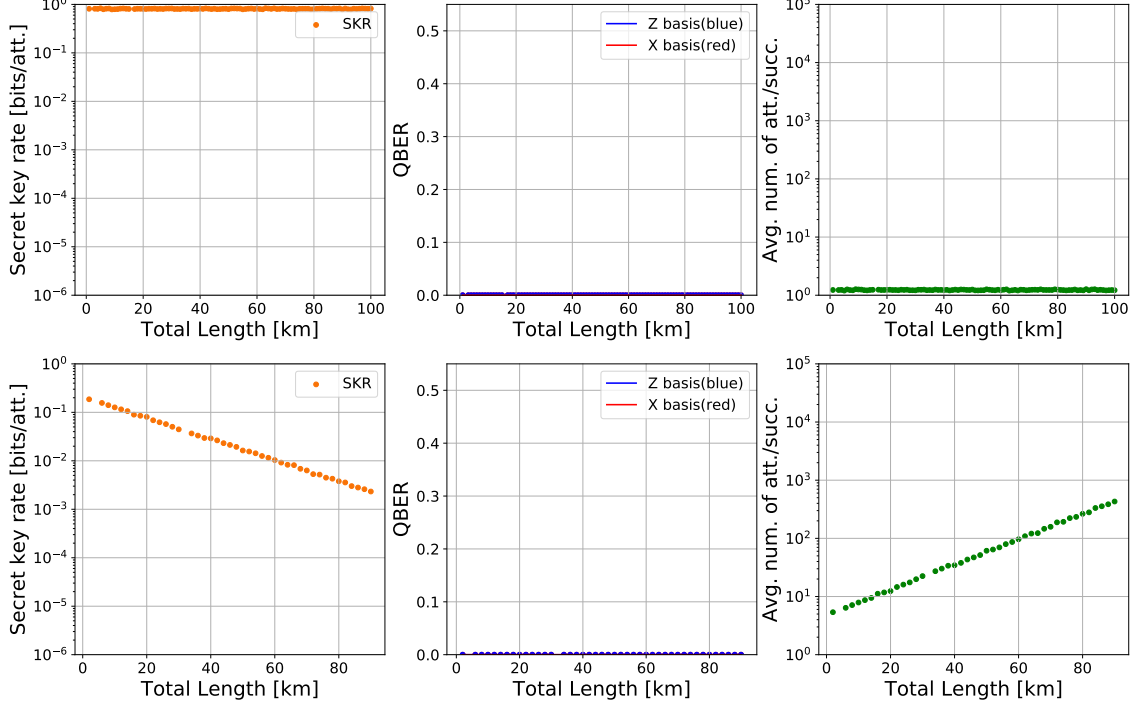 Secret key rate [bits/att.]
10^0
10^-1
10^-2
10^-3
10^-4
10^-5
10^-6
SKR
0 20 40 60 80 100
Total Length [km]
QBER
0.5
0.4
0.3
0.2
0.1
0.0
Z basis(blue)
X basis(red)
0 20 40 60 80 100
Total Length [km]
Avg. num. of att./succ.
10^5
10^4
10^3
10^2
10^1
10^0
0 20 40 60 80 100
Total Length [km]
Secret key rate [bits/att.]
10^0
10^-1
10^-2
10^-3
10^-4
10^-5
10^-6
SKR
0 20 40 60 80
Total Length [km]
QBER
0.5
0.4
0.3
0.2
0.1
0.0
Z basis(blue)
X basis(red)
0 20 40 60 80
Total Length [km]
Avg. num. of att./succ.
10^5
10^4
10^3
10^2
10^1
10^0
0 20 40 60 80
Total Length [km]